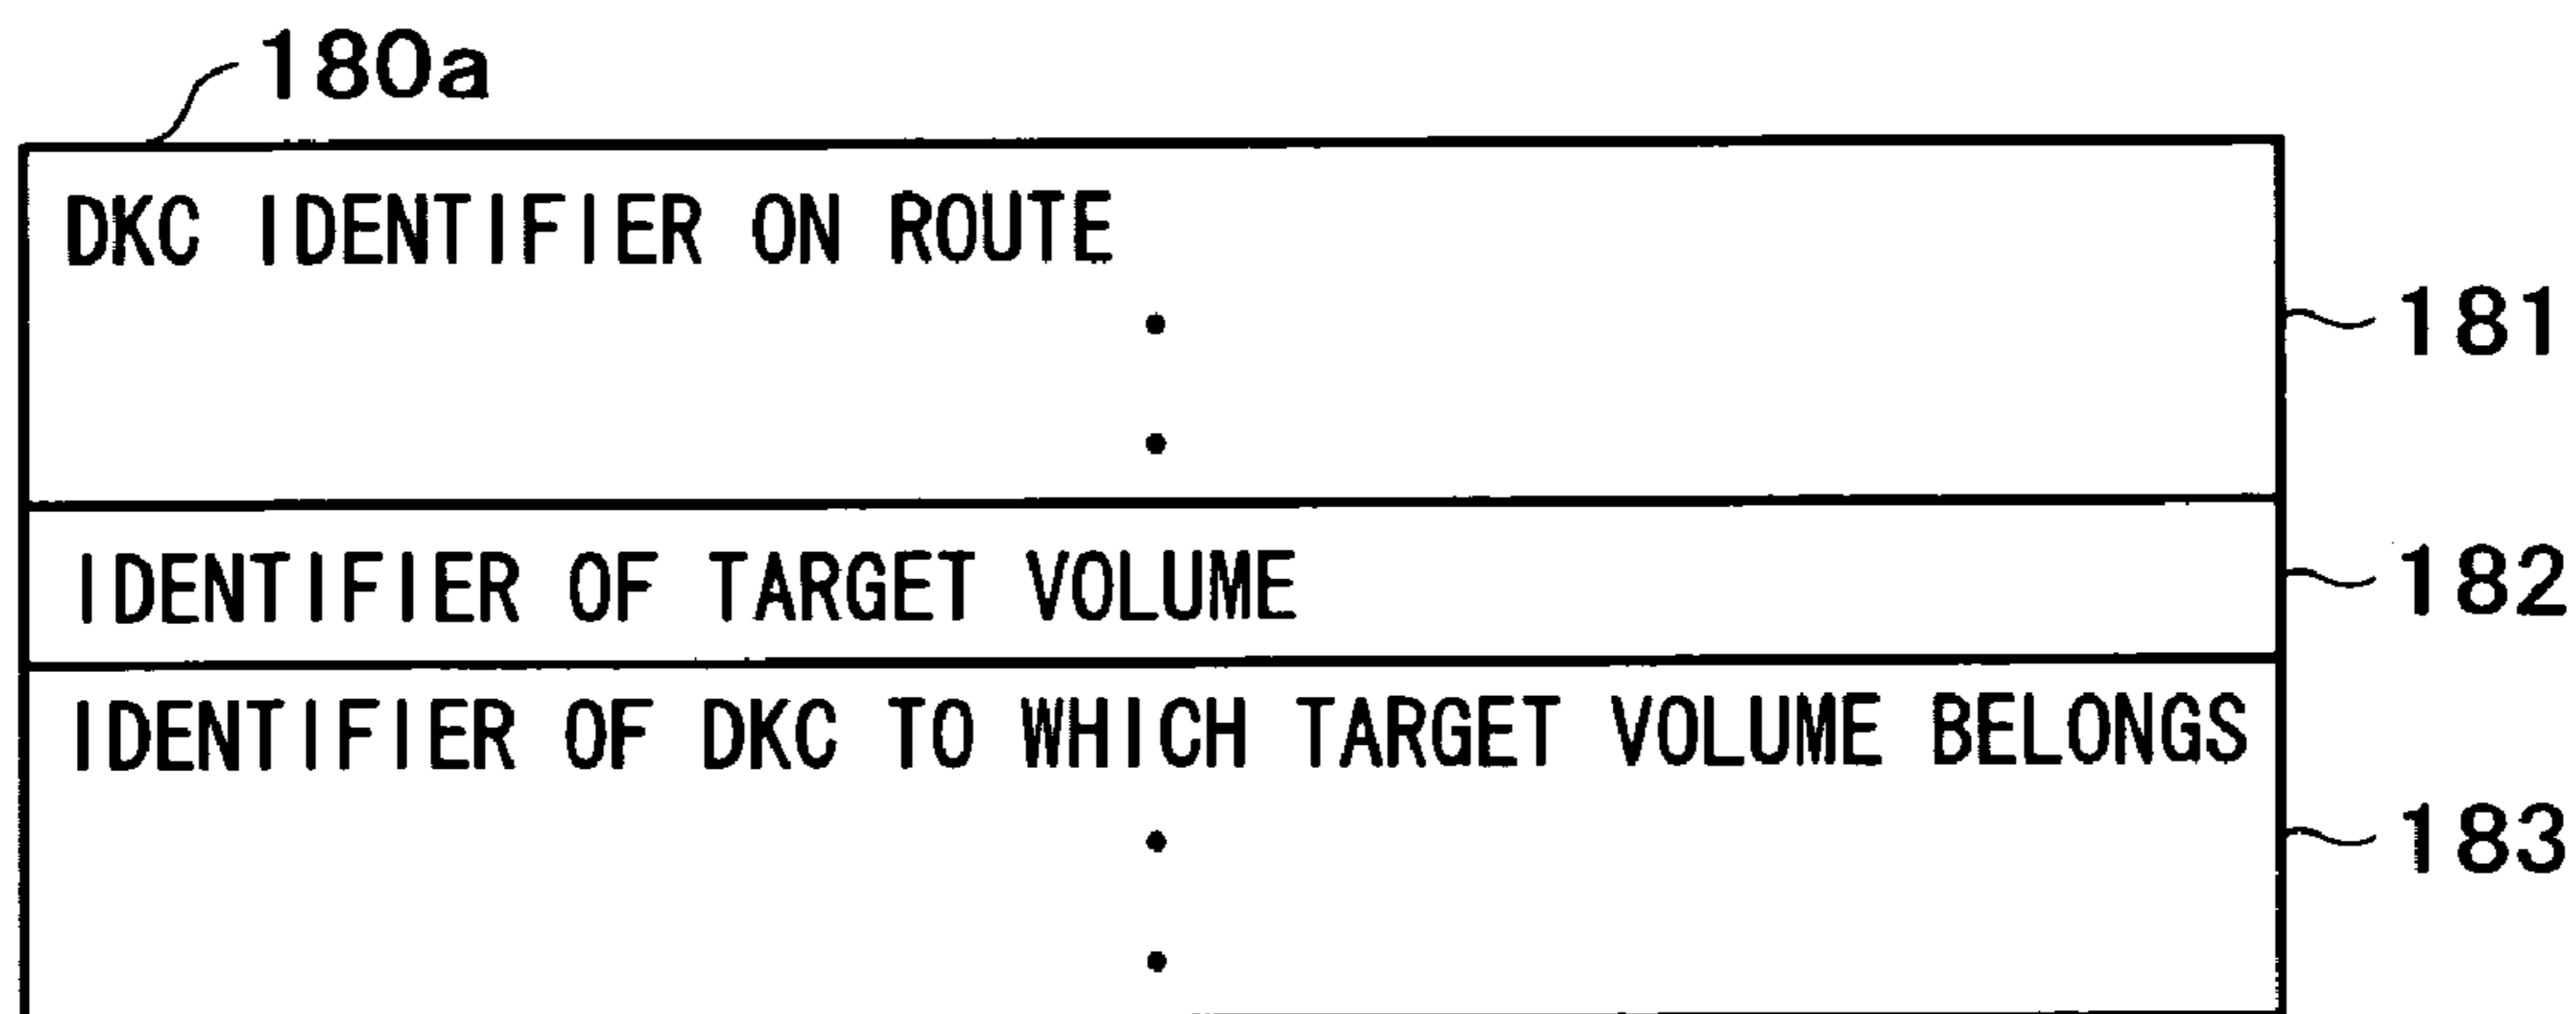 180a
DKC IDENTIFIER ON ROUTE
181
IDENTIFIER OF TARGET VOLUME
182
IDENTIFIER OF DKC TO WHICH TARGET VOLUME BELONGS
183